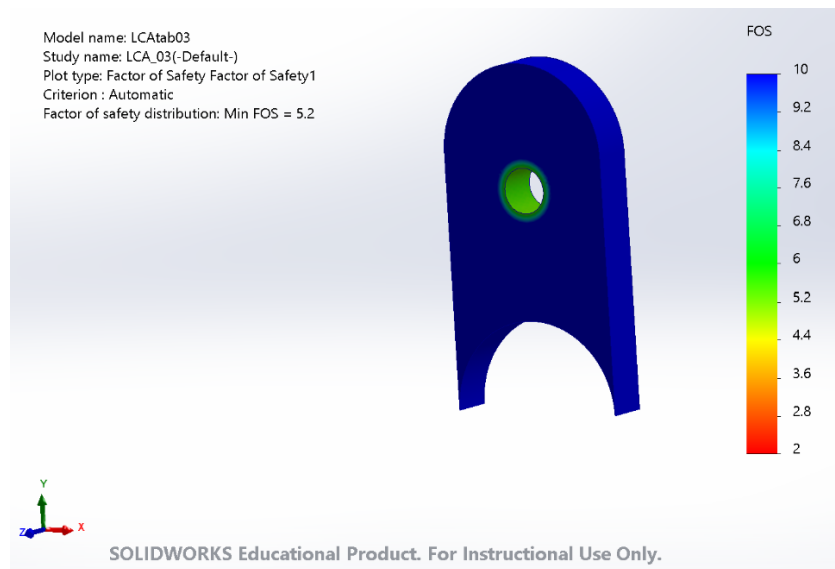 Model name: LCAtab03
Study name: LCA_03(-Default-)
Plot type: Factor of Safety Factor of Safety1
Criterion : Automatic
Factor of safety distribution: Min FOS = 5.2
FOS
10
9.2
8.4
7.6
6.8
6
5.2
4.4
3.6
2.8
2
Y
Z
X
SOLIDWORKS Educational Product. For Instructional Use Only.